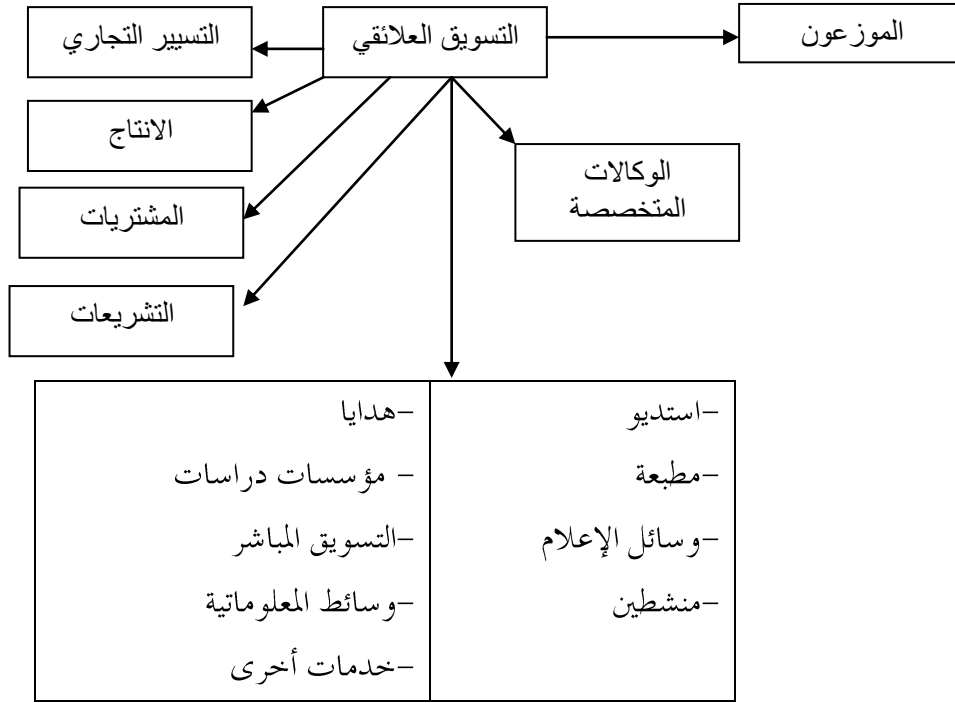 الموزعون
التسويق العلائقي
التسيير التجاري
الانتاج
الوكالات
المتخصصة
المشتريات
التشريعات
-استديو
-مطبعة
-وسائل الإعلام
-منشطين
-هدايا
- مؤسسات دراسات
-التسويق المباشر
-وسائط المعلوماتية
-خدمات أخرى